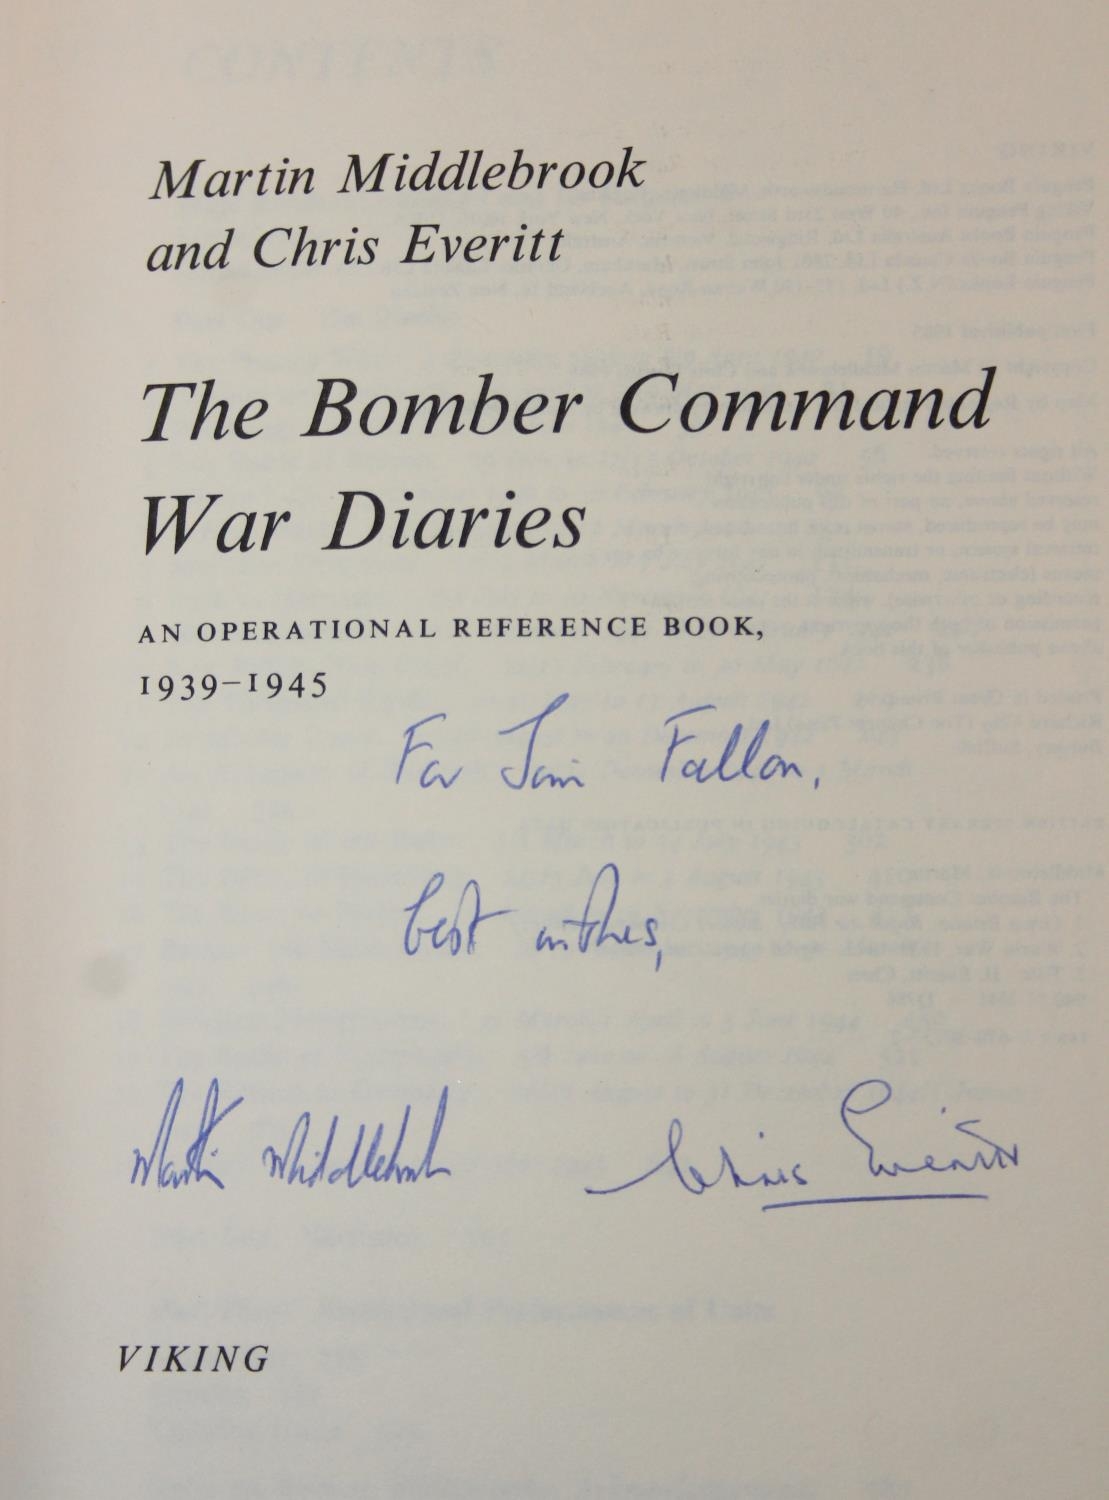 Martin Middlebrook
and Chris Everitt
The Bomber Command
War Diaries
AN OPERATIONAL REFERENCE BOOK,
1939–1945
For Tom Fallon,
best wishes,
Martin Middlebrook
Chris Everitt
VIKING